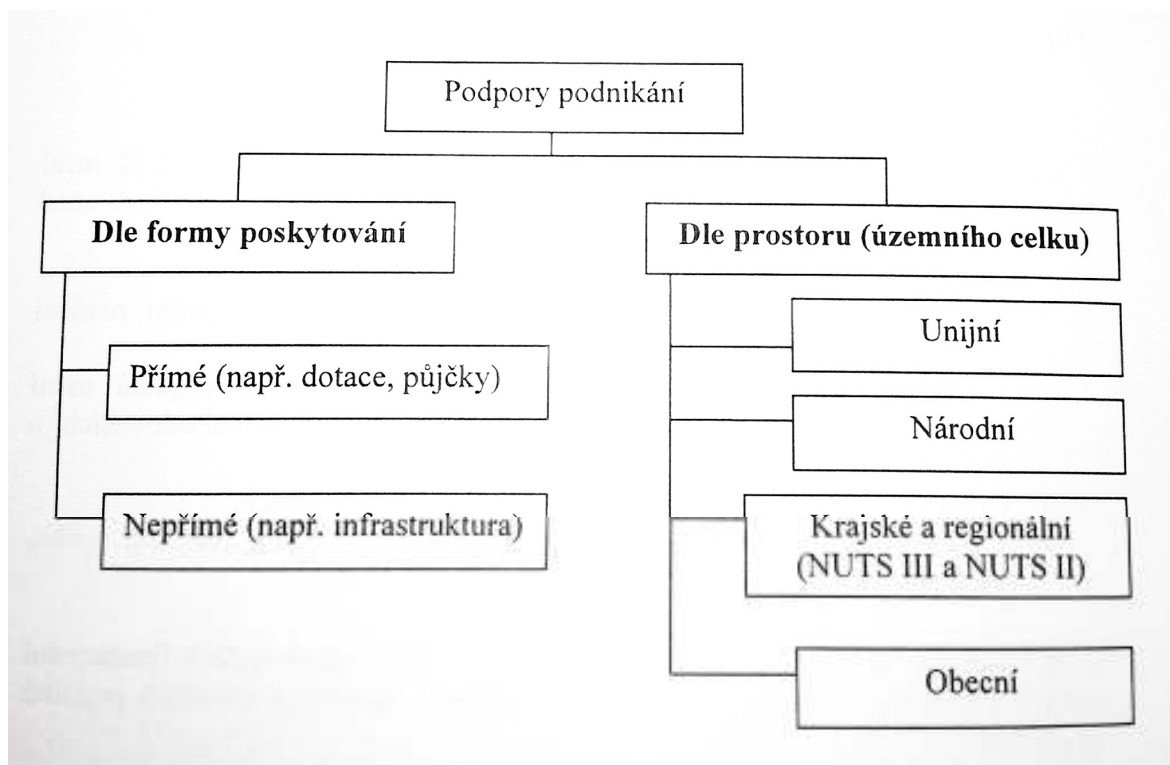 Podpory podnikání
Dle formy poskytování
Přímé (např. dotace, půjčky)
Nepřímé (např. infrastruktura)
Dle prostoru (územního celku)
Unijní
Národní
Krajské a regionální
(NUTS III a NUTS II)
Obecní